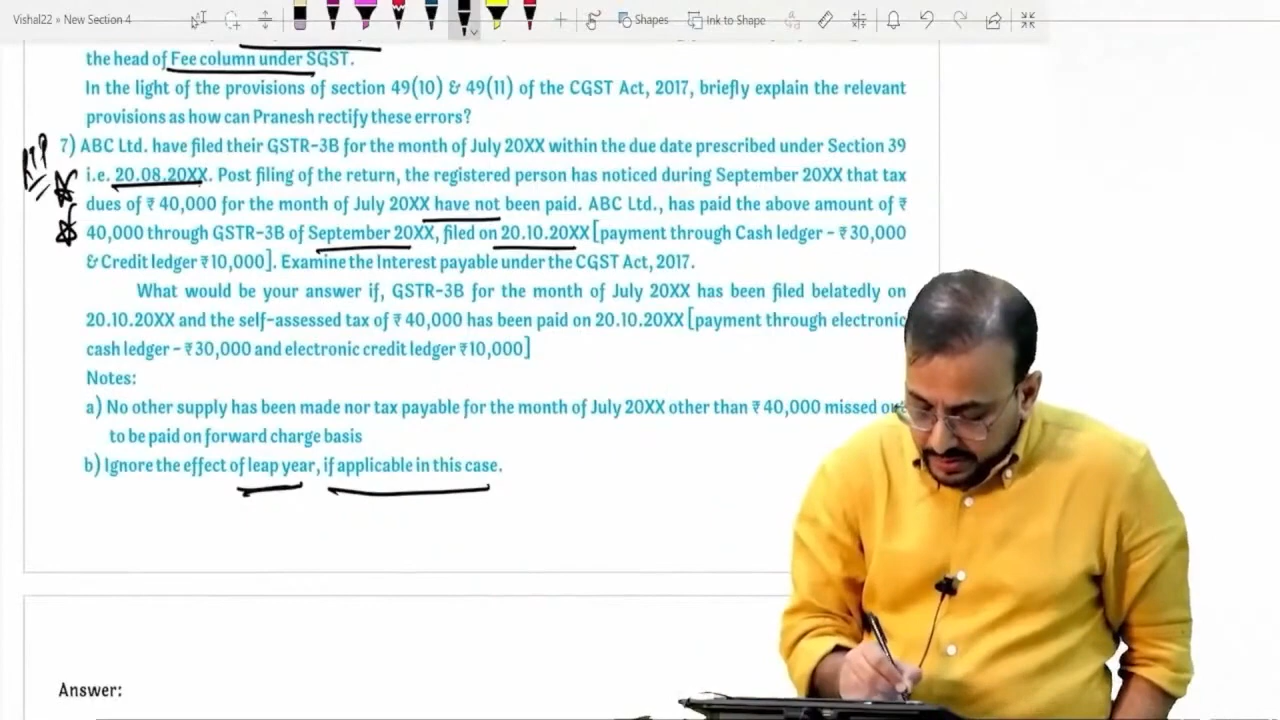 Vishal22 » New Section 4
Shapes
Ink to Shape
the head of Fee column under SGST.
In the light of the provisions of section 49(10) & 49(11) of the CGST Act, 2017, briefly explain the relevant
provisions as how can Pranesh rectify these errors?
RTP
7) ABC Ltd. have filed their GSTR-3B for the month of July 20XX within the due date prescribed under Section 39
i.e. 20.08.20XX. Post filing of the return, the registered person has noticed during September 20XX that tax
dues of ₹ 40,000 for the month of July 20XX have not been paid. ABC Ltd., has paid the above amount of ₹
40,000 through GSTR-3B of September 20XX, filed on 20.10.20XX [payment through Cash ledger - ₹ 30,000
& Credit ledger ₹ 10,000]. Examine the Interest payable under the CGST Act, 2017.
What would be your answer if, GSTR-3B for the month of July 20XX has been filed belatedly on
20.10.20XX and the self-assessed tax of ₹ 40,000 has been paid on 20.10.20XX [payment through electronic
cash ledger - ₹ 30,000 and electronic credit ledger ₹ 10,000]
Notes:
a) No other supply has been made nor tax payable for the month of July 20XX other than ₹ 40,000 missed
to be paid on forward charge basis
b) Ignore the effect of leap year, if applicable in this case.
Answer: